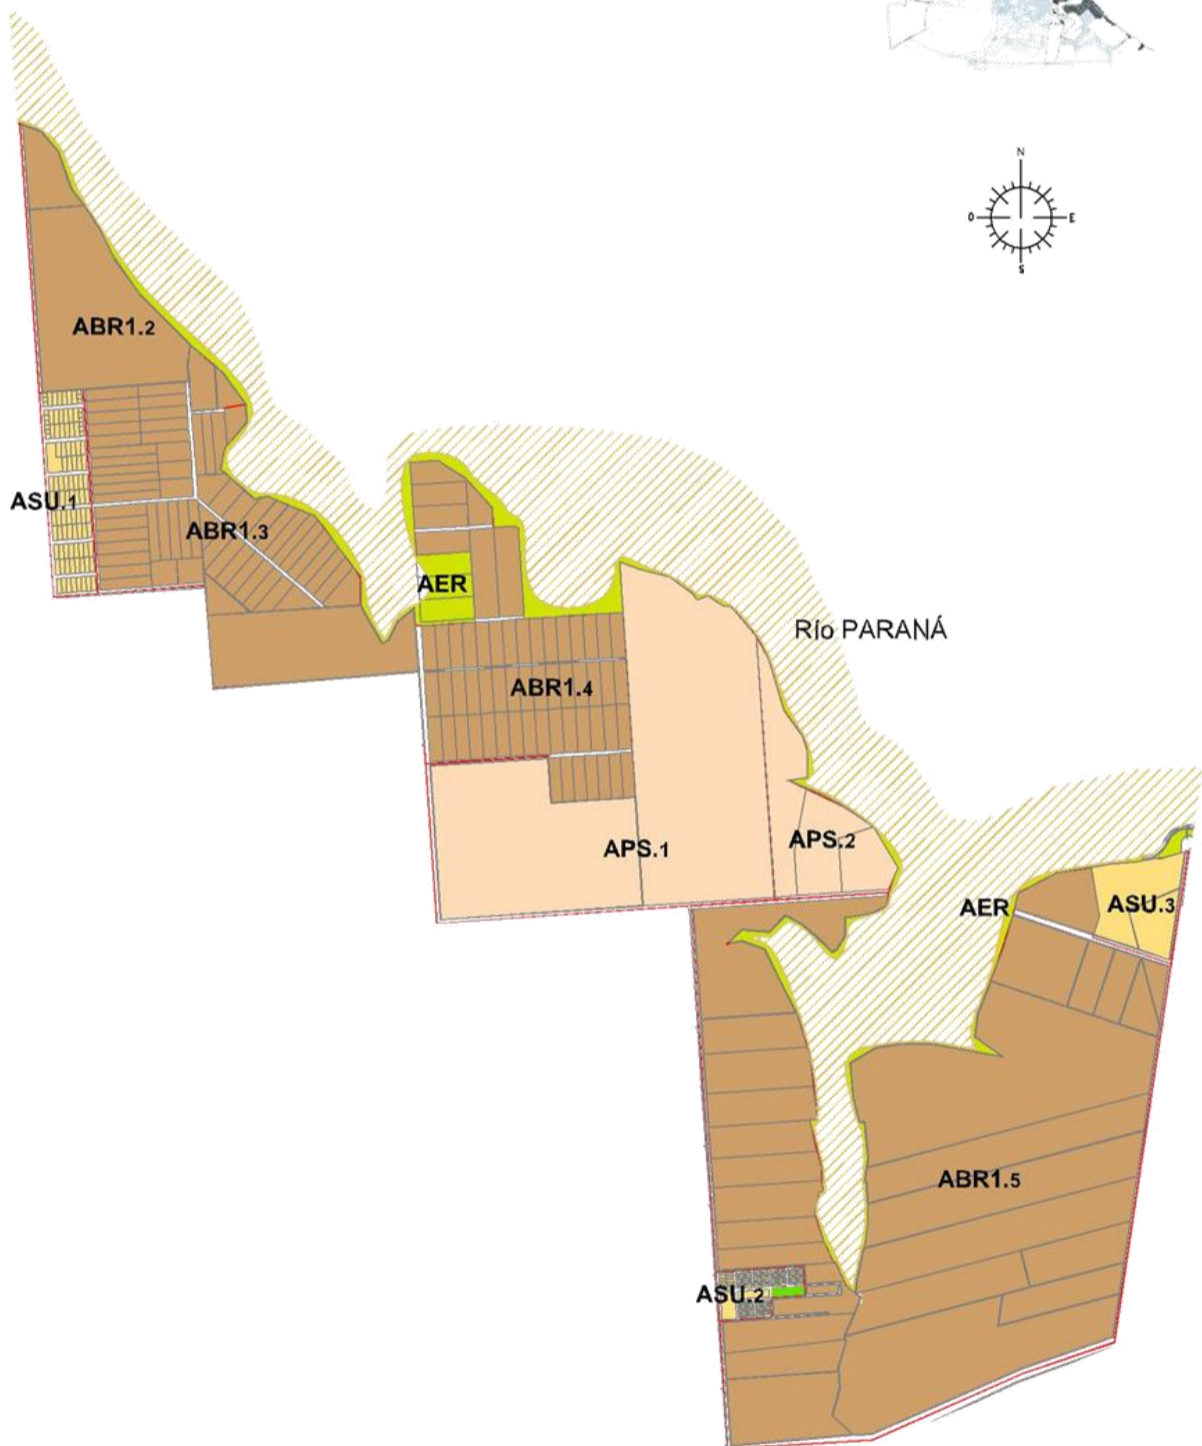 N
O
E
S
ABR1.2
ASU.1
ABR1.3
AER
Río PARANÁ
ABR1.4
APS.1
APS.2
AER
ASU.3
ABR1.5
ASU.2